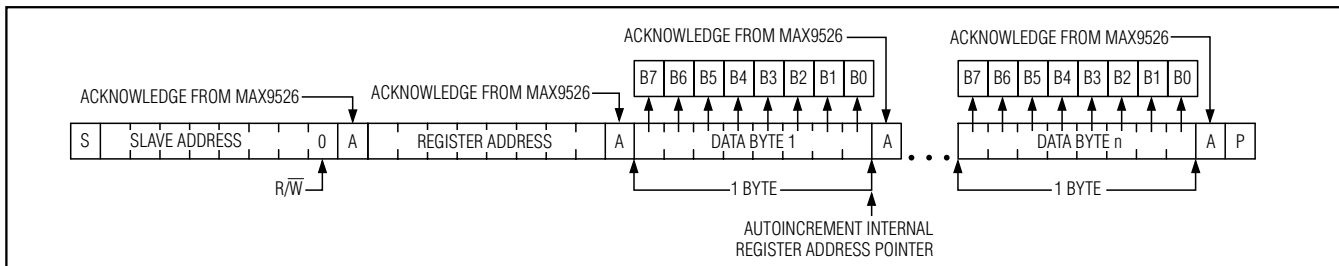 ACKNOWLEDGE FROM MAX9526
ACKNOWLEDGE FROM MAX9526
B7 B6 B5 B4 B3 B2 B1 B0
B7 B6 B5 B4 B3 B2 B1 B0
ACKNOWLEDGE FROM MAX9526
ACKNOWLEDGE FROM MAX9526
S SLAVE ADDRESS 0 A REGISTER ADDRESS A DATA BYTE 1 A ... DATA BYTE n A P
R/W̅ 1 BYTE 1 BYTE
AUTOINCREMENT INTERNAL
REGISTER ADDRESS POINTER